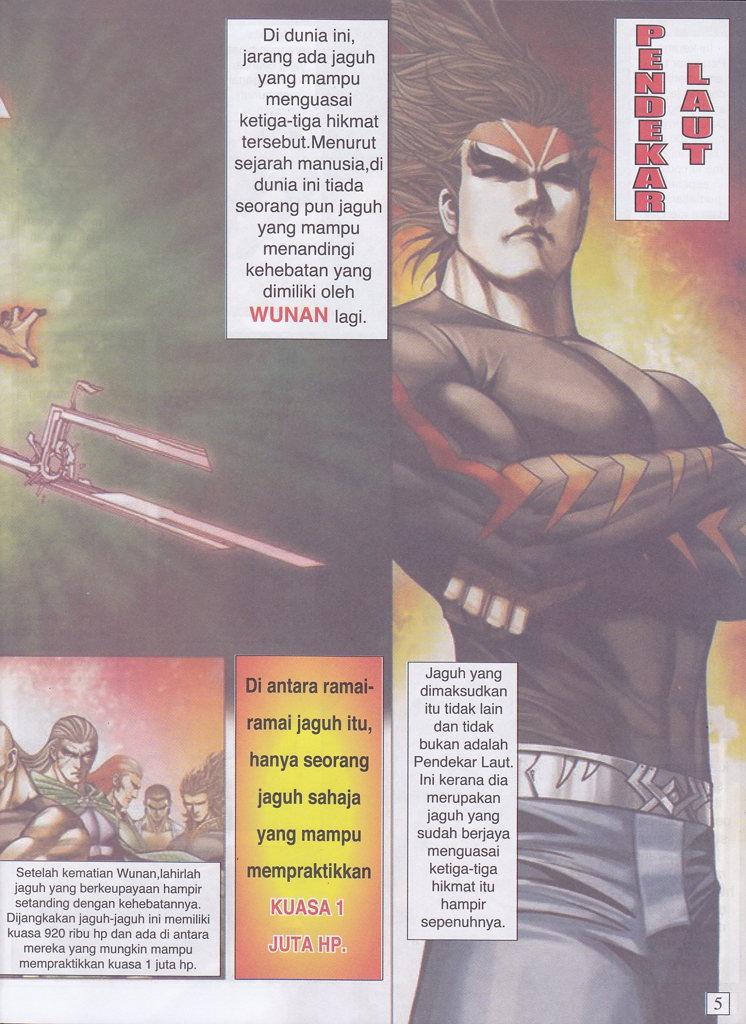 Di dunia ini,
jarang ada jaguh
yang mampu
menguasai
ketiga-tiga hikmat
tersebut.Menurut
sejarah manusia,di
dunia ini tiada
seorang pun jaguh
yang mampu
menandingi
kehebatan yang
dimiliki oleh
WUNAN lagi.
PENDEKAR
LAUT
Setelah kematian Wunan,lahirlah
jaguh yang berkeupayaan hampir
setanding dengan kehebatannya.
Dijangkakan jaguh-jaguh ini memiliki
kuasa 920 ribu hp dan ada di antara
mereka yang mungkin mampu
mempraktikkan kuasa 1 juta hp.
Di antara ramai-
ramai jaguh itu,
hanya seorang
jaguh sahaja
yang mampu
mempraktikkan
KUASA 1
JUTA HP.
Jaguh yang
dimaksudkan
itu tidak lain
dan tidak
bukan adalah
Pendekar Laut.
Ini kerana dia
merupakan
jaguh yang
sudah berjaya
menguasai
ketiga-tiga
hikmat itu
hampir
sepenuhnya.
5